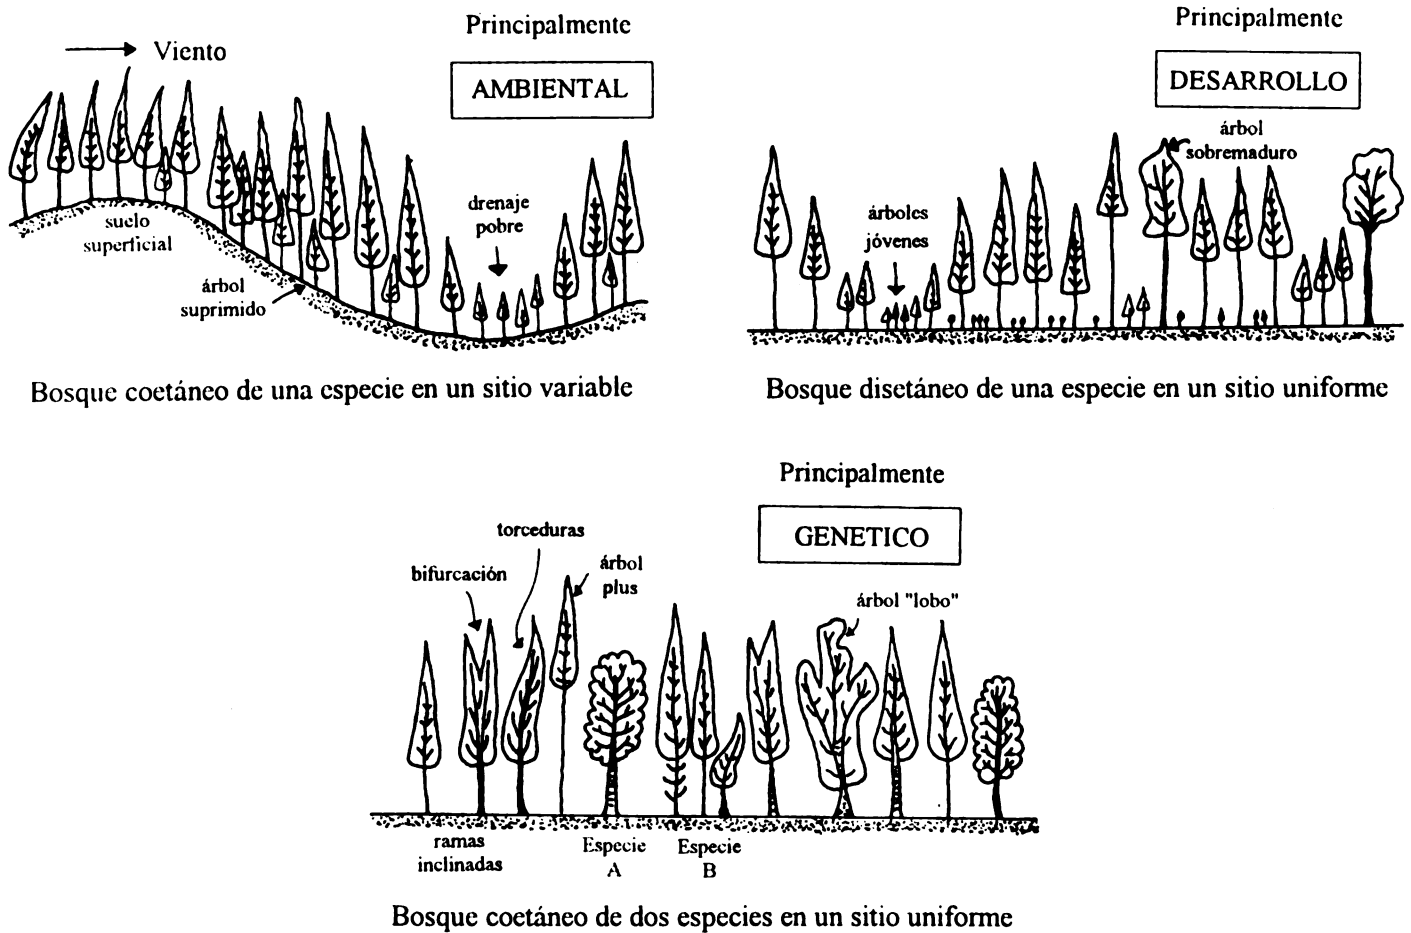 Principalmente
AMBIENTAL
Viento
suelo
superficial
árbol
suprimido
drenaje
pobre
Bosque coetáneo de una especie en un sitio variable
Principalmente
DESARROLLO
árbol
sobremaduro
árboles
jóvenes
Bosque disetáneo de una especie en un sitio uniforme
Principalmente
GENETICO
torceduras
bifurcación
árbol
plus
árbol "lobo"
ramas
inclinadas
Especie
A
Especie
B
Bosque coetáneo de dos especies en un sitio uniforme